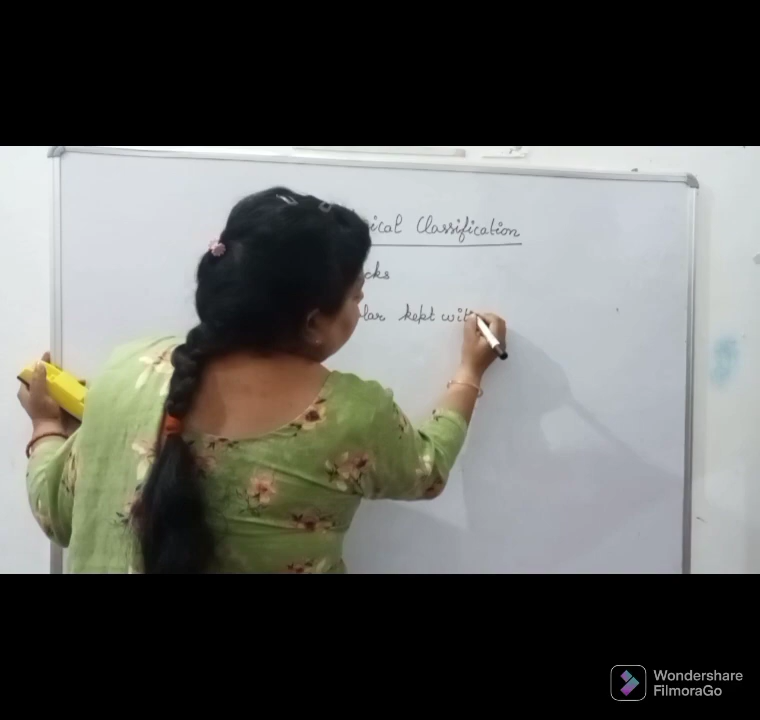 ical Classification
cks
lar kept wit
Wondershare
FilmoraGo